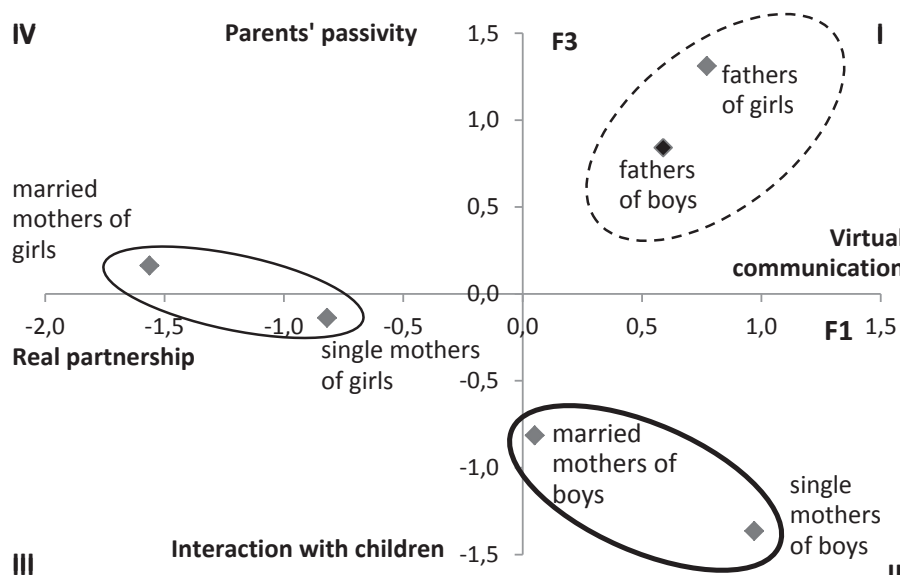 IV
Parents' passivity
F3
I
1,5
1,0
0,5
0,0
fathers
of girls
fathers
of boys
married
mothers of
girls
Virtual
communication
-2,0
-1,5
-1,0
-0,5
0,0
0,5
1,0
1,5
F1
Real partnership
single mothers
of girls
-0,5
-1,0
-1,5
married
mothers of
boys
single
mothers
of boys
Interaction with children
III
II